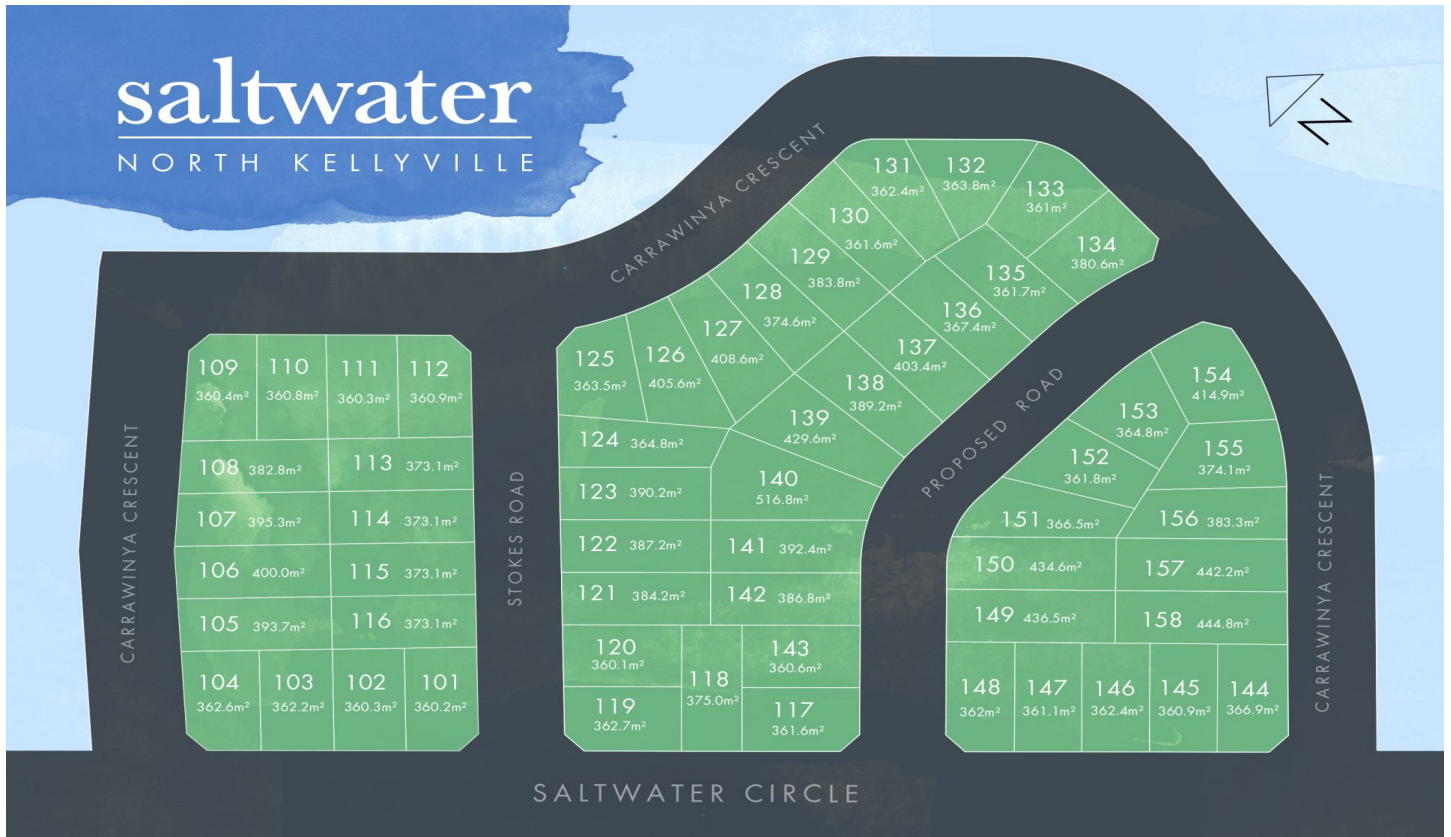 saltwater
NORTH KELLYVILLE
N
CARRAWINYA CRESCENT
131
362.4m²
132
363.8m²
133
361m²
130
361.6m²
134
380.6m²
129
383.8m²
135
361.7m²
128
374.6m²
136
367.4m²
127
408.6m²
137
403.4m²
125
363.5m²
126
405.6m²
138
389.2m²
139
429.6m²
124 364.8m²
123 390.2m²
140
516.8m²
122 387.2m²
141 392.4m²
121 384.2m²
142 386.8m²
120
360.1m²
118
375.0m²
143
360.6m²
119
362.7m²
117
361.6m²
109
360.4m²
110
360.8m²
111
360.3m²
112
360.9m²
108 382.8m²
113 373.1m²
107 395.3m²
114 373.1m²
106 400.0m²
115 373.1m²
105 393.7m²
116 373.1m²
104
362.6m²
103
362.2m²
102
360.3m²
101
360.2m²
CARRAWINYA CRESCENT
STOKES ROAD
PROPOSED ROAD
154
414.9m²
153
364.8m²
155
374.1m²
152
361.8m²
151 366.5m²
156 383.3m²
150 434.6m²
157 442.2m²
149 436.5m²
158 444.8m²
148
362m²
147
361.1m²
146
362.4m²
145
360.9m²
144
366.9m²
CARRAWINYA CRESCENT
SALTWATER CIRCLE